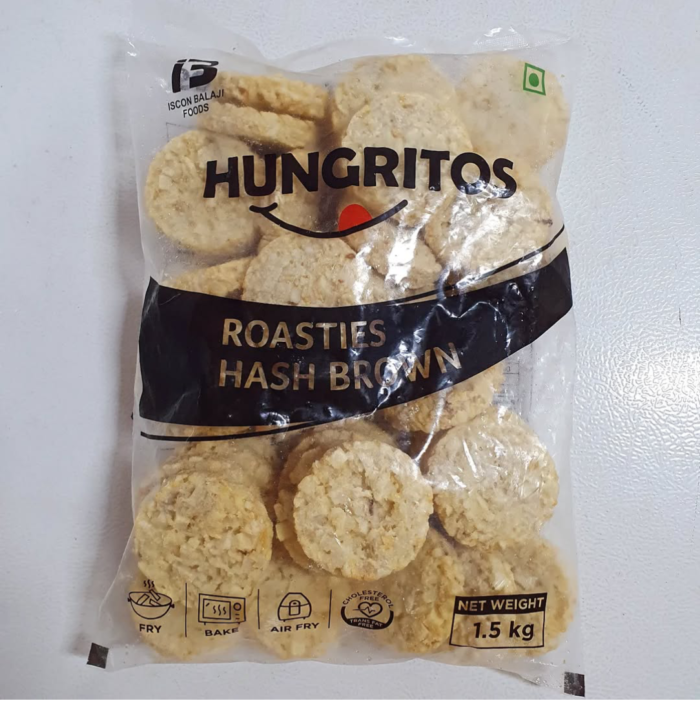 ISCON BALAJI
FOODS
HUNGRITOS
ROASTIES
HASH BROWN
FRY
BAKE
AIR FRY
CHOLESTEROL
FREE
TRANS FAT
FREE
NET WEIGHT
1.5 kg